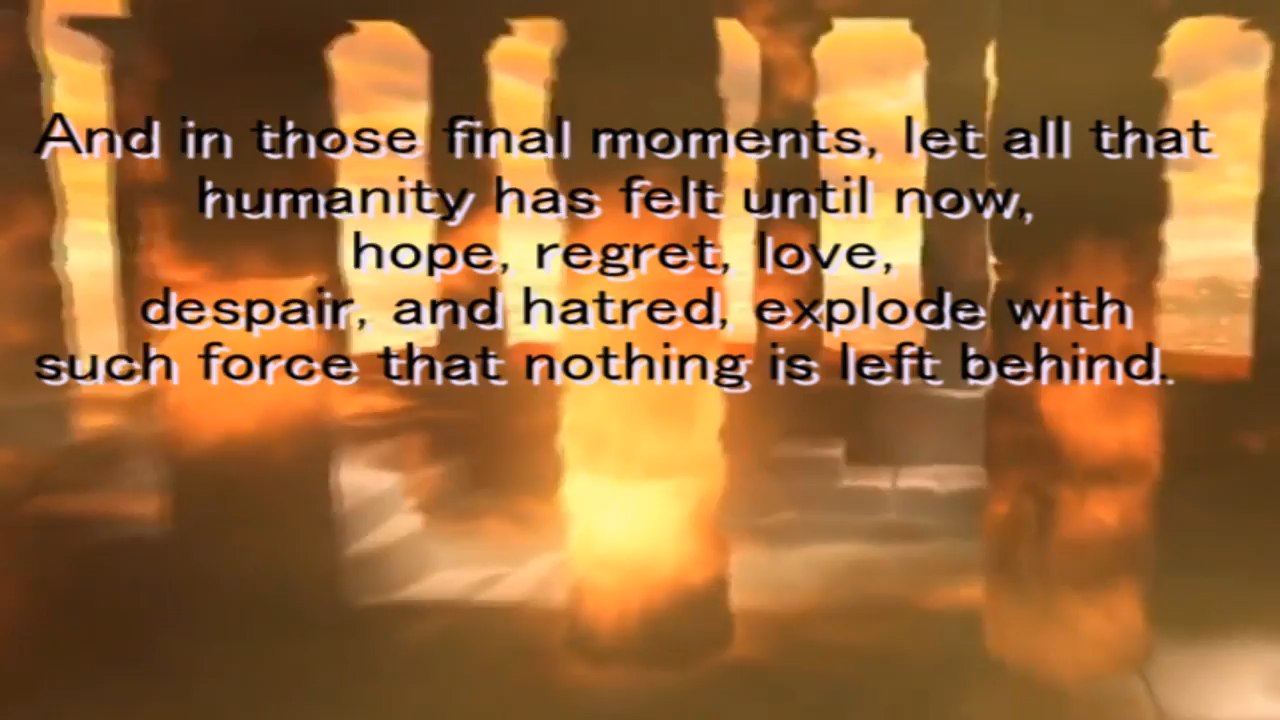 And in those final moments, let all that
humanity has felt until now,
hope, regret, love,
despair, and hatred, explode with
such force that nothing is left behind.